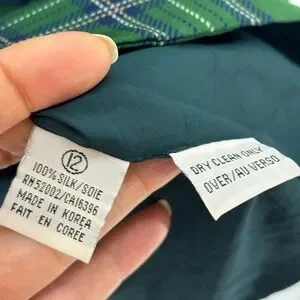 12
100% SILK/SOIE
RN52002/CA16396
MADE IN KOREA
FAIT EN COREE
DRY CLEAN ONLY
OVER/AU VERSO